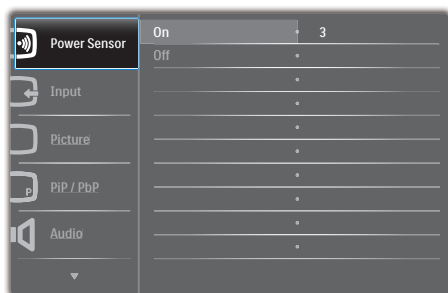 Power Sensor
On 3
Off
Input
Picture
PiP / PbP
P
Audio